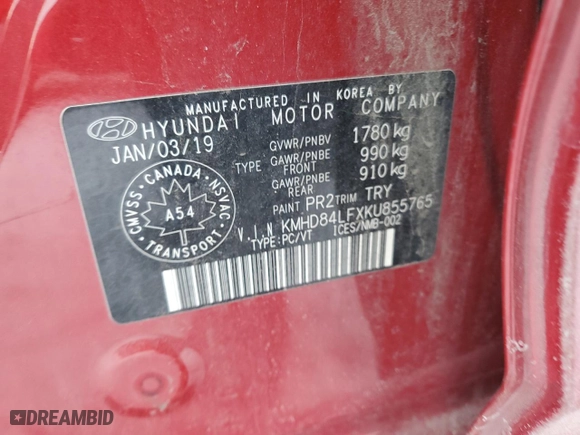 MANUFACTURED IN KOREA BY
HYUNDAI MOTOR COMPANY
JAN/03/19
GVWR/PNBV 1780 kg
TYPE GAWR/PNBE FRONT 990 kg
GAWR/PNBE REAR 910 kg
PAINT PR2 TRIM TRY
V.I.N KMHD84LFXKU855765
TYPE:PC/VT ICES/NMB-002
CANADA
CMVSS NSVAC
A54
TRANSPORT
DREAMBID